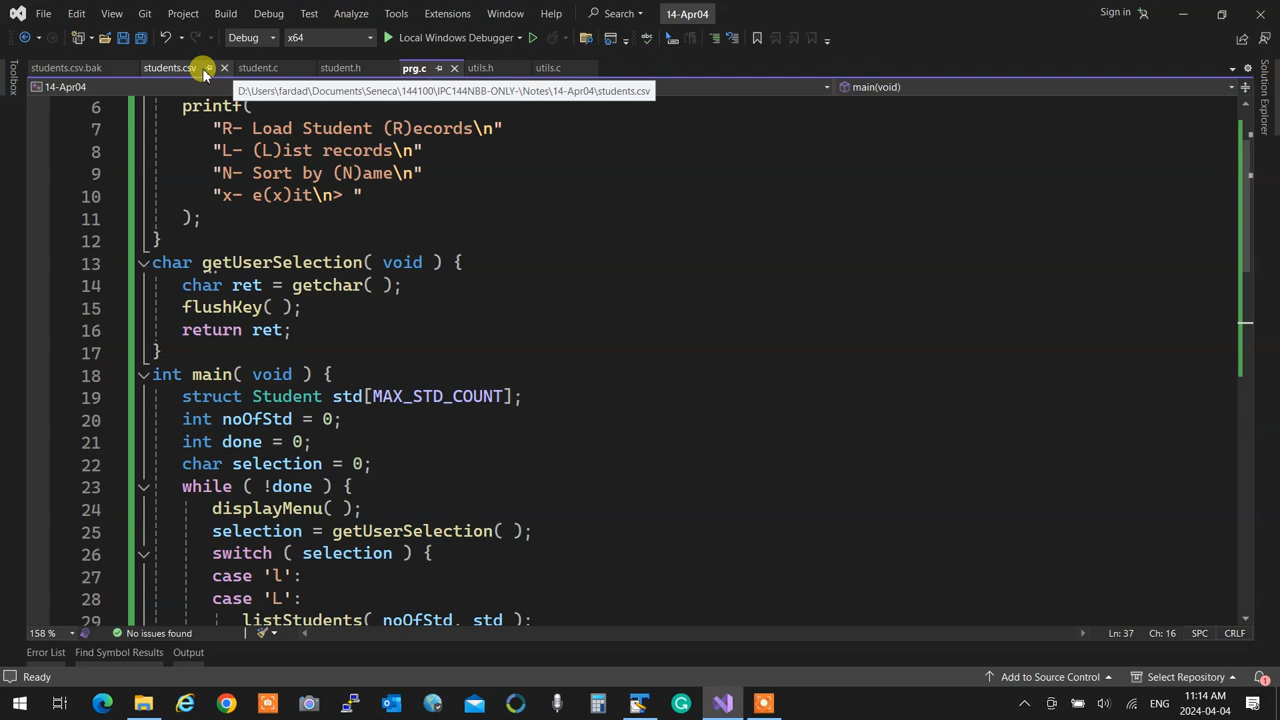 File Edit View Git Project Build Debug Test Analyze Tools Extensions Window Help Search 14-Apr04 Sign in
Debug x64 Local Windows Debugger
students.csv.bak students.csv student.c student.h prg.c utils.h utils.c
D:\Users\fardad\Documents\Seneca\144100\IPC144NBB-ONLY-\Notes\14-Apr04\students.csv
14-Apr04 main(void)
Toolbox
Solution Explorer
6 printf(
7 "R- Load Student (R)ecords\n"
8 "L- (L)ist records\n"
9 "N- Sort by (N)ame\n"
10 "x- e(x)it\n> "
11 );
12 }
13 char getUserSelection( void ) {
14 char ret = getchar( );
15 flushKey( );
16 return ret;
17 }
18 int main( void ) {
19 struct Student std[MAX_STD_COUNT];
20 int noOfStd = 0;
21 int done = 0;
22 char selection = 0;
23 while ( !done ) {
24 displayMenu( );
25 selection = getUserSelection( );
26 switch ( selection ) {
27 case 'l':
28 case 'L':
29 listStudents( noOfStd, std );
158 % No issues found Ln: 37 Ch: 16 SPC CRLF
Error List Find Symbol Results Output
Ready Add to Source Control Select Repository 1
ENG 11:14 AM
2024-04-04